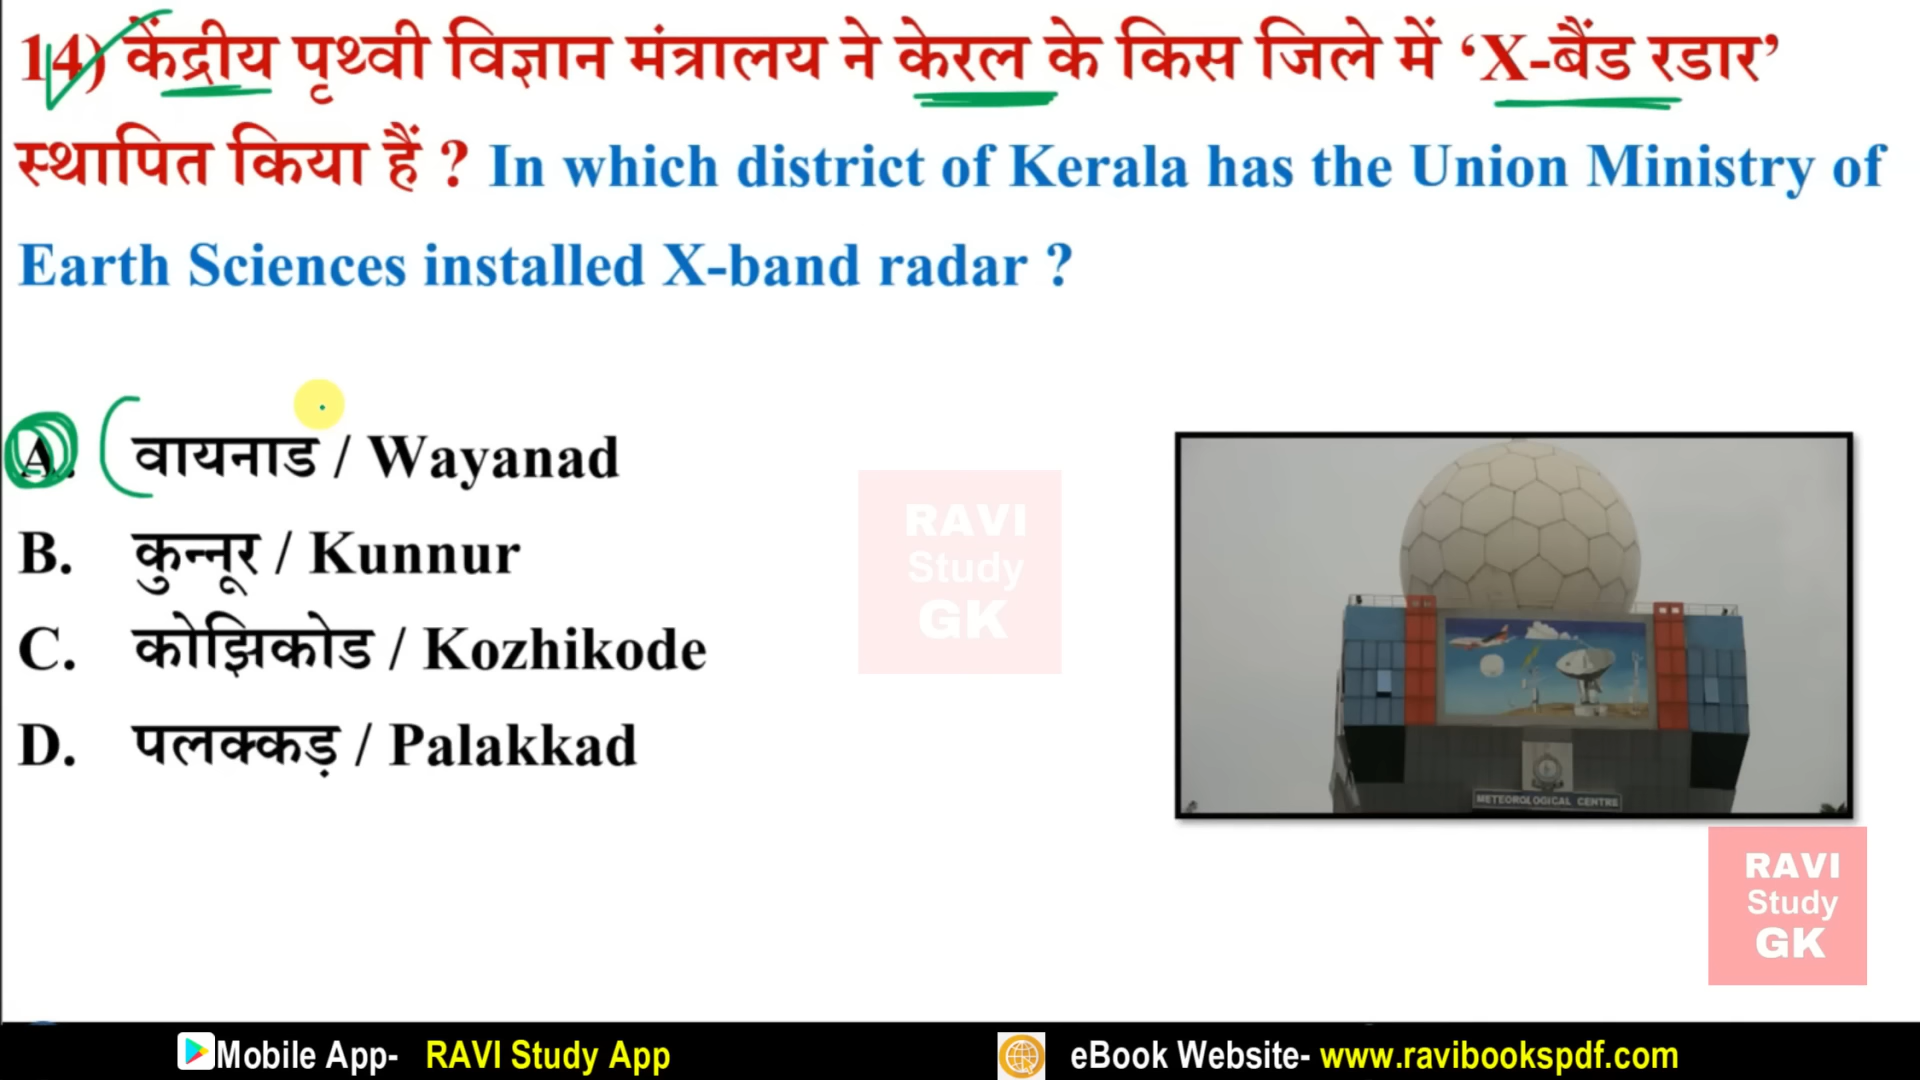 14) केंद्रीय पृथ्वी विज्ञान मंत्रालय ने केरल के किस जिले में ‘X-बैंड रडार’
स्थापित किया हैं ? In which district of Kerala has the Union Ministry of
Earth Sciences installed X-band radar ?
A. वायनाड / Wayanad
B. कुन्नूर / Kunnur
C. कोझिकोड / Kozhikode
D. पलक्कड़ / Palakkad
RAVI
Study
GK
METEOROLOGICAL CENTRE
RAVI
Study
GK
Mobile App- RAVI Study App
eBook Website- www.ravibookspdf.com